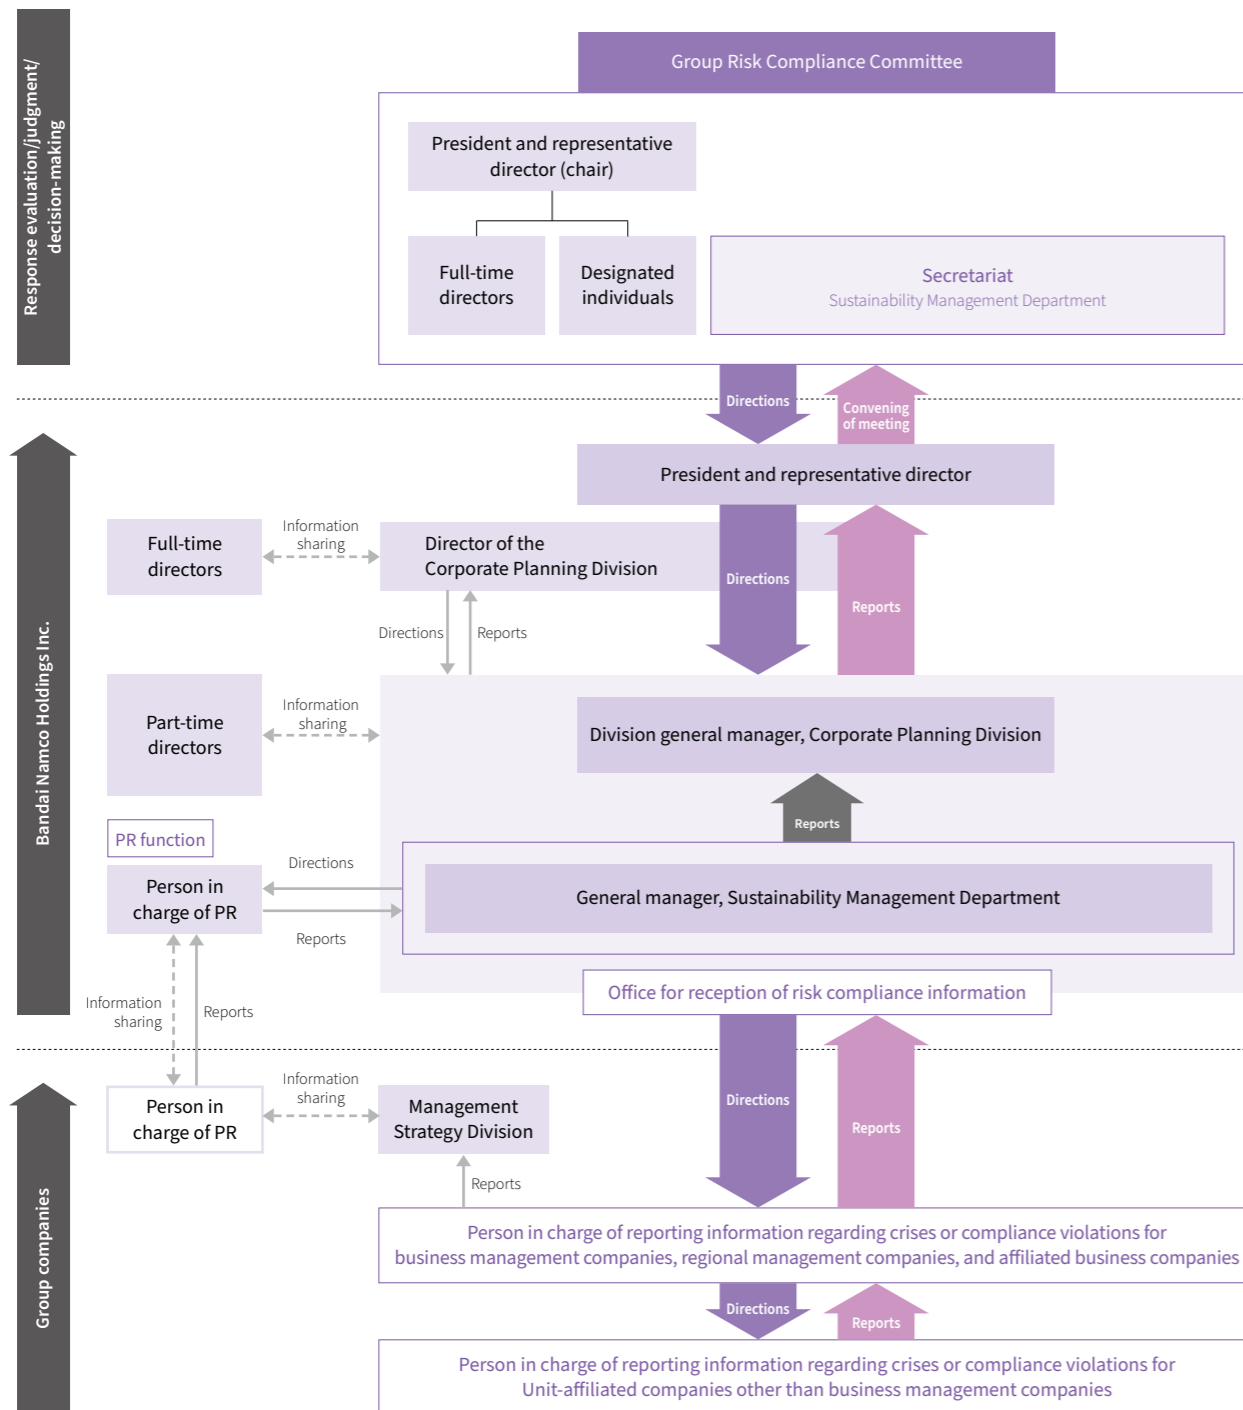 Response evaluation/judgment/
decision-making
Group Risk Compliance Committee
President and representative
director (chair)
Full-time
directors
Designated
individuals
Secretariat
Sustainability Management Department
Directions
Convening
of meeting
Bandai Namco Holdings Inc.
President and representative director
Full-time
directors
Information
sharing
Director of the
Corporate Planning Division
Directions
Reports
Directions
Reports
Part-time
directors
Information
sharing
Division general manager, Corporate Planning Division
Reports
PR function
Person in
charge of PR
Directions
Reports
General manager, Sustainability Management Department
Office for reception of risk compliance information
Information
sharing
Reports
Group companies
Person in
charge of PR
Information
sharing
Management
Strategy Division
Reports
Directions
Reports
Person in charge of reporting information regarding crises or compliance violations for
business management companies, regional management companies, and affiliated business companies
Directions
Reports
Person in charge of reporting information regarding crises or compliance violations for
Unit-affiliated companies other than business management companies